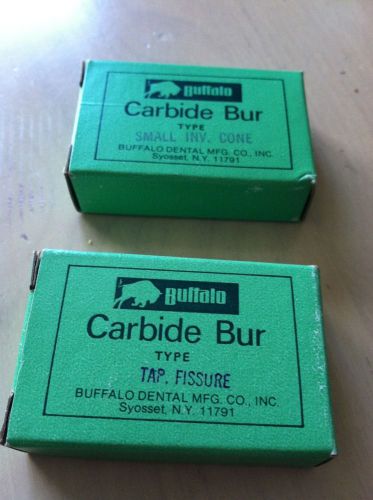 Buffalo
Carbide Bur
TYPE
SMALL INV. CONE
BUFFALO DENTAL MFG. CO., INC.
Syosset, N.Y. 11791
Buffalo
Carbide Bur
TYPE
TAP. FISSURE
BUFFALO DENTAL MFG. CO., INC.
Syosset, N.Y. 11791